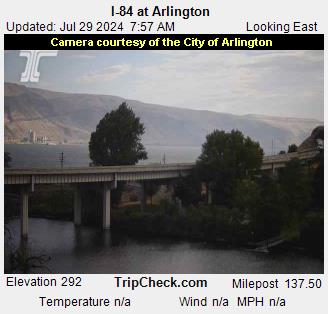 I-84 at Arlington
Updated: Jul 29 2024 7:57 AM Looking East
Camera courtesy of the City of Arlington
Elevation 292 TripCheck.com Milepost 137.50
Temperature n/a Wind n/a MPH n/a